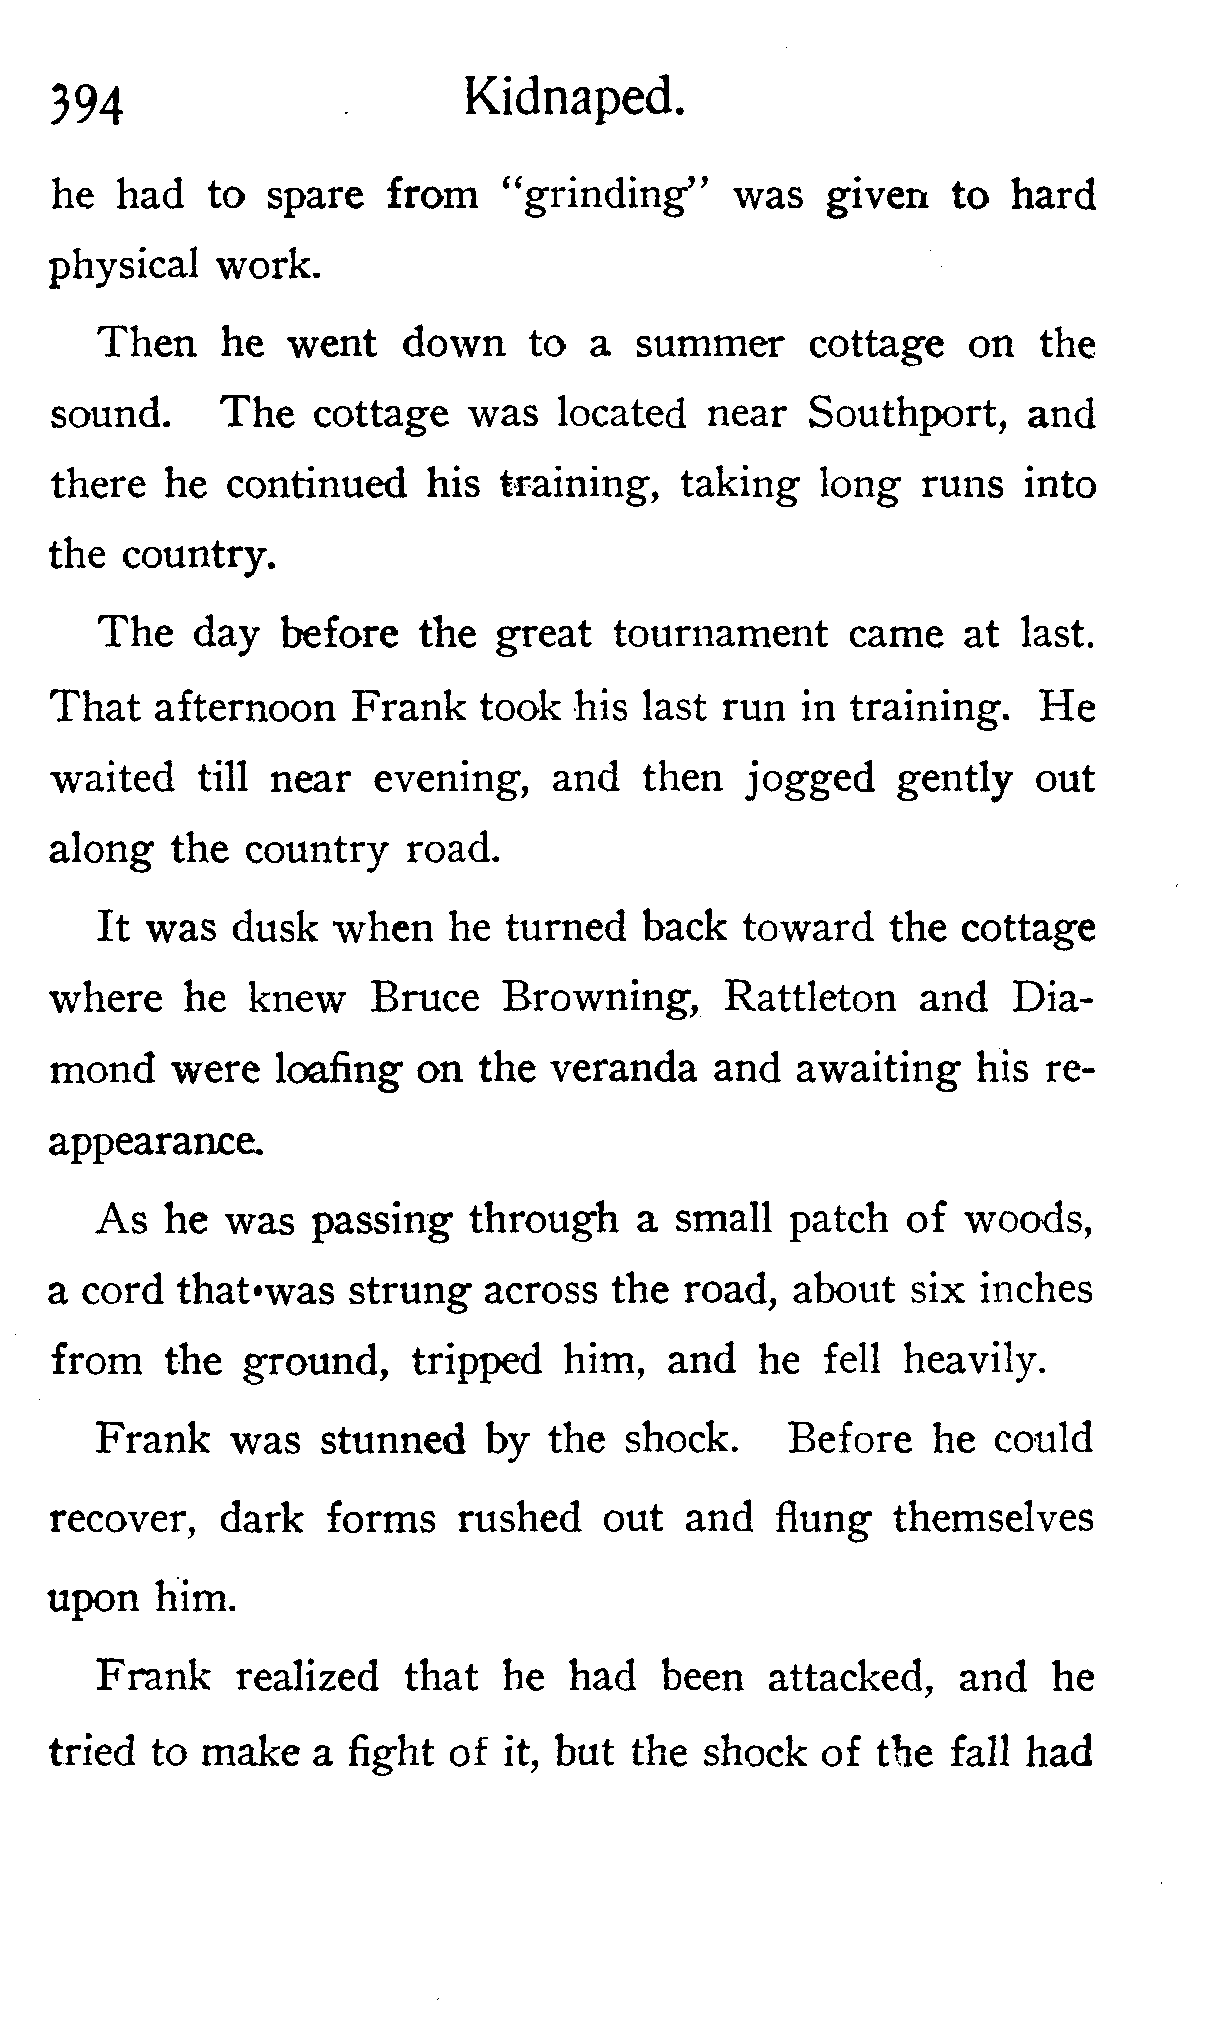 394 Kidnaped.
he had to spare from "grinding" was given to hard
physical work.
Then he went down to a summer cottage on the
sound. The cottage was located near Southport, and
there he continued his training, taking long runs into
the country.
The day before the great tournament came at last.
That afternoon Frank took his last run in training. He
waited till near evening, and then jogged gently out
along the country road.
It was dusk when he turned back toward the cottage
where he knew Bruce Browning, Rattleton and Dia-
mond were loafing on the veranda and awaiting his re-
appearance.
As he was passing through a small patch of woods,
a cord that was strung across the road, about six inches
from the ground, tripped him, and he fell heavily.
Frank was stunned by the shock. Before he could
recover, dark forms rushed out and flung themselves
upon him.
Frank realized that he had been attacked, and he
tried to make a fight of it, but the shock of the fall had